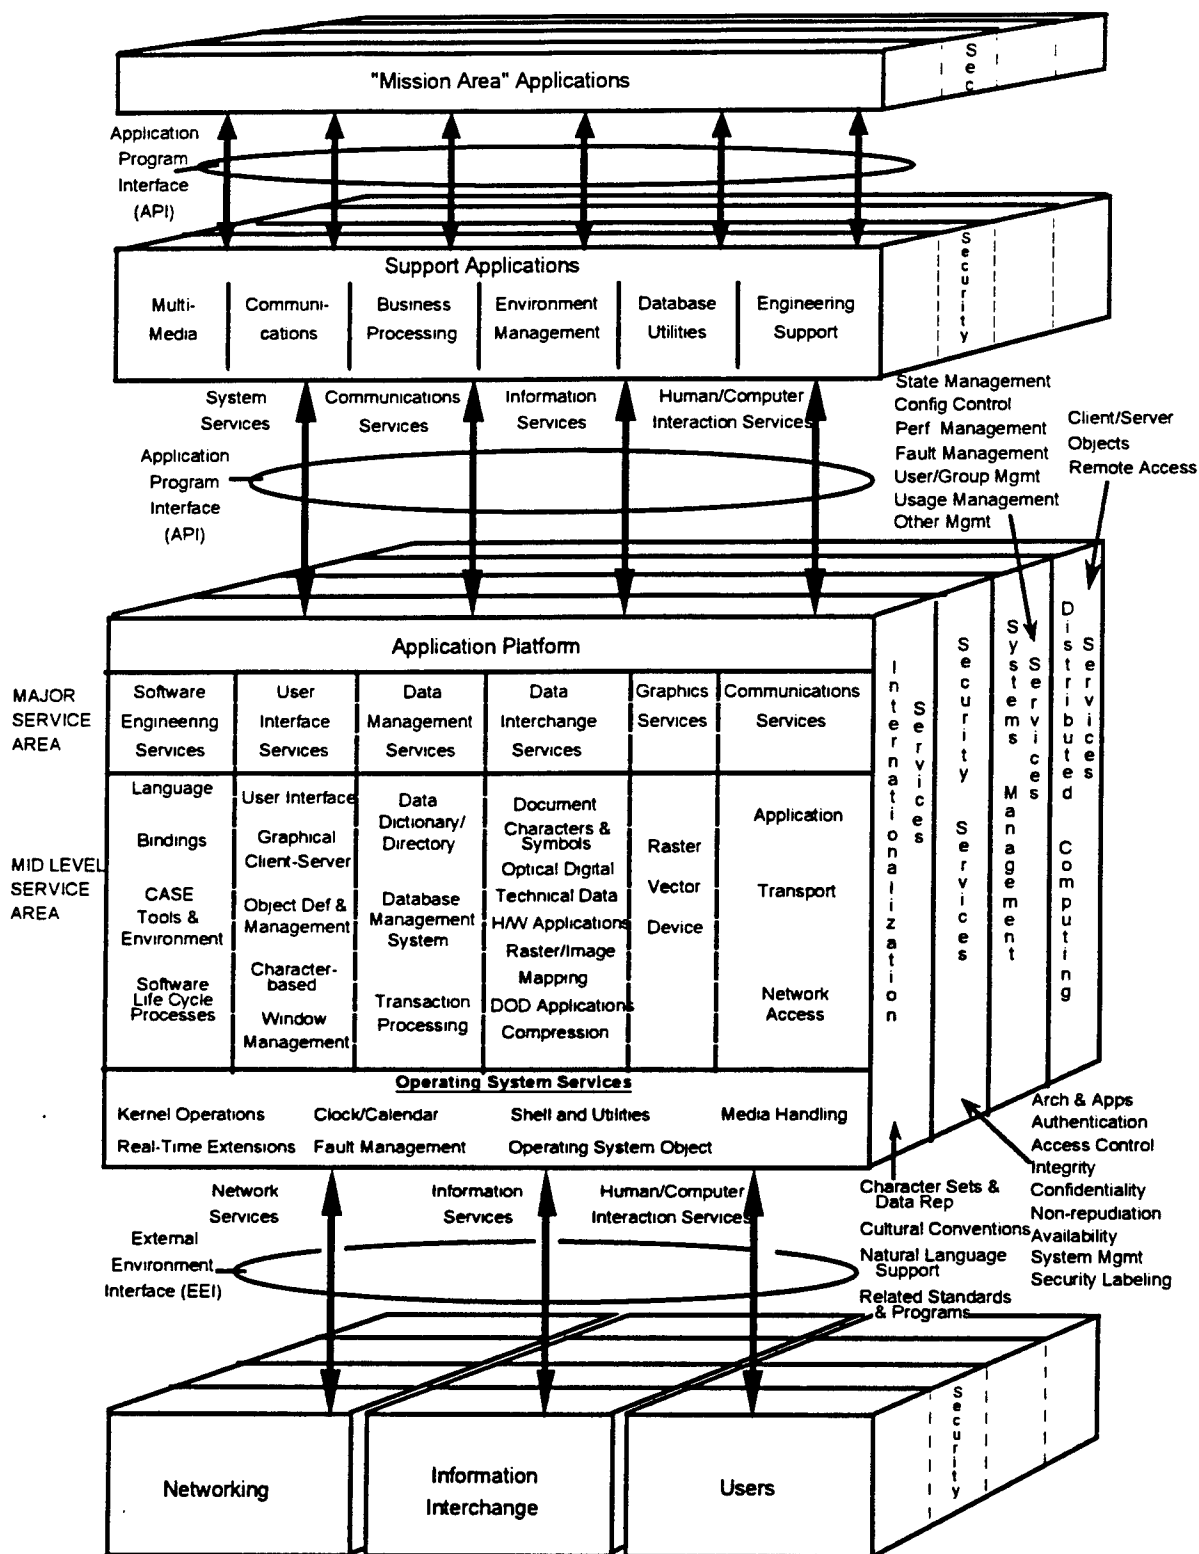 "Mission Area" Applications
Sec
Application
Program
Interface
(API)
Support Applications
Multi-
Media
Communi-
cations
Business
Processing
Environment
Management
Database
Utilities
Engineering
Support
Security
System
Services
Communications
Services
Information
Services
Human/Computer
Interaction Services
Application
Program
Interface
(API)
State Management
Config Control
Perf Management
Fault Management
User/Group Mgmt
Usage Management
Other Mgmt
Client/Server
Objects
Remote Access
Application Platform
MAJOR
SERVICE
AREA
Software
Engineering
Services
User
Interface
Services
Data
Management
Services
Data
Interchange
Services
Graphics
Services
Communications
Services
MID LEVEL
SERVICE
AREA
Language
Bindings
CASE
Tools &
Environment
Software
Life Cycle
Processes
User Interface
Graphical
Client-Server
Object Def &
Management
Character-
based
Window
Management
Data
Dictionary/
Directory
Database
Management
System
Transaction
Processing
Document
Characters &
Symbols
Optical Digital
Technical Data
H/W Applications
Raster/Image
Mapping
DOD Applications
Compression
Raster
Vector
Device
Application
Transport
Network
Access
Internationalization
Services
Security Services
Systems Management
Services
Distributed Computing
Services
Operating System Services
Kernel Operations
Clock/Calendar
Shell and Utilities
Media Handling
Real-Time Extensions
Fault Management
Operating System Object
Network
Services
Information
Services
Human/Computer
Interaction Services
External
Environment
Interface (EEI)
Character Sets &
Data Rep
Cultural Conventions
Natural Language
Support
Related Standards
& Programs
Arch & Apps
Authentication
Access Control
Integrity
Confidentiality
Non-repudiation
Availability
System Mgmt
Security Labeling
Networking
Information
Interchange
Users
Security